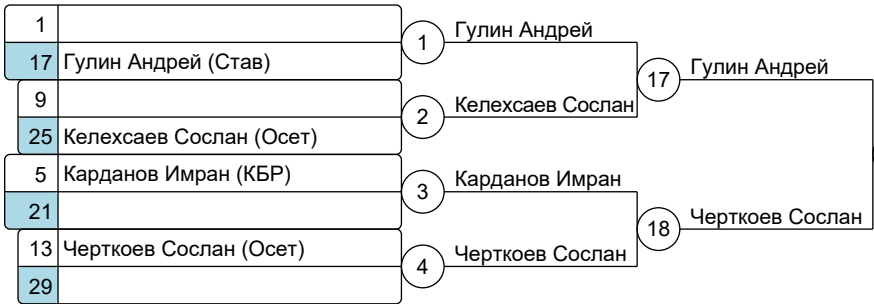 1
17 Гулин Андрей (Став)
9
25 Келехсаев Сослан (Осет)
5 Карданов Имран (КБР)
21
13 Черткоев Сослан (Осет)
29
1 Гулин Андрей
2 Келехсаев Сослан
3 Карданов Имран
4 Черткоев Сослан
17 Гулин Андрей
18 Черткоев Сослан